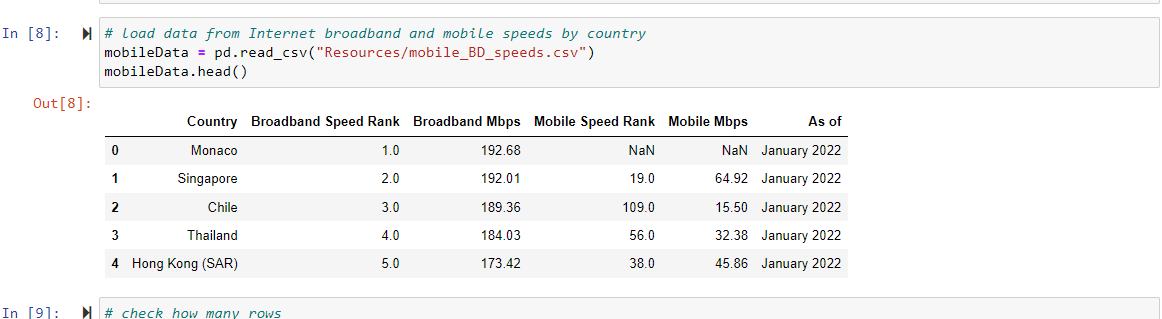 In [8]:
# load data from Internet broadband and mobile speeds by country
mobileData = pd.read_csv("Resources/mobile_BD_speeds.csv")
mobileData.head()
Out[8]:
Country Broadband Speed Rank Broadband Mbps Mobile Speed Rank Mobile Mbps As of
0 Monaco 1.0 192.68 NaN NaN January 2022
1 Singapore 2.0 192.01 19.0 64.92 January 2022
2 Chile 3.0 189.36 109.0 15.50 January 2022
3 Thailand 4.0 184.03 56.0 32.38 January 2022
4 Hong Kong (SAR) 5.0 173.42 38.0 45.86 January 2022
In [9]:
# check how many rows